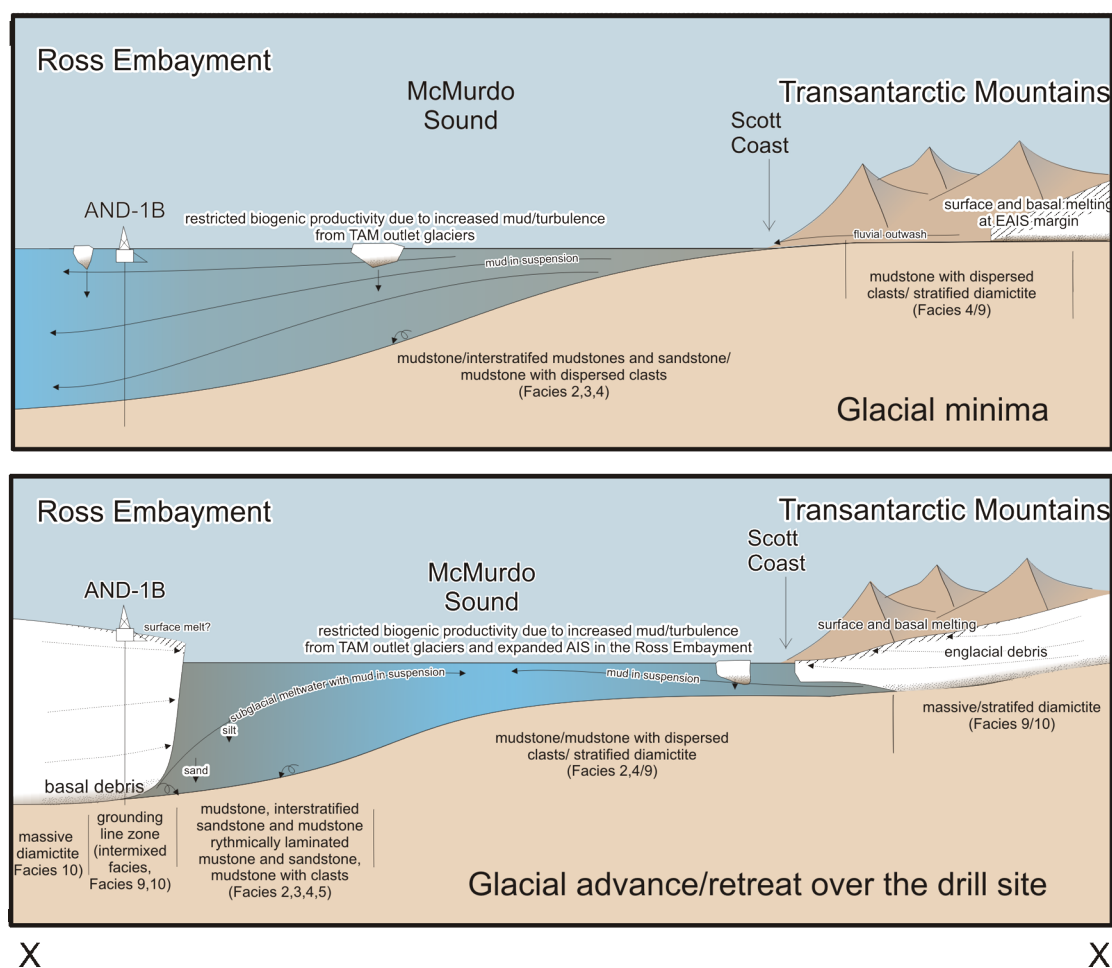 Ross Embayment
McMurdo
Sound
Transantarctic Mountains
Scott
Coast
AND-1B
restricted biogenic productivity due to increased mud/turbulence
from TAM outlet glaciers
mud in suspension
surface and basal melting
at EAIS margin
fluvial outwash
mudstone with dispersed
clasts/ stratified diamictite
(Facies 4/9)
mudstone/interstratifed mudstones and sandstone/
mudstone with dispersed clasts
(Facies 2,3,4)
Glacial minima
Ross Embayment
Transantarctic Mountains
Scott
Coast
McMurdo
Sound
AND-1B
surface melt?
restricted biogenic productivity due to increased mud/turbulence
from TAM outlet glaciers and expanded AIS in the Ross Embayment
surface and basal melting
englacial debris
subglacial meltwater with mud in suspension
mud in suspension
silt
sand
basal debris
massive/stratifed diamictite
(Facies 9/10)
mudstone/mudstone with dispersed
clasts/ stratified diamictite
(Facies 2,4/9)
massive
diamictite
(Facies 10)
grounding
line zone
(intermixed
facies,
Facies 9,10)
mudstone, interstratified
sandstone and mudstone
rythmically laminated
mustone and sandstone,
mudstone with clasts
(Facies 2,3,4,5)
Glacial advance/retreat over the drill site
X
X